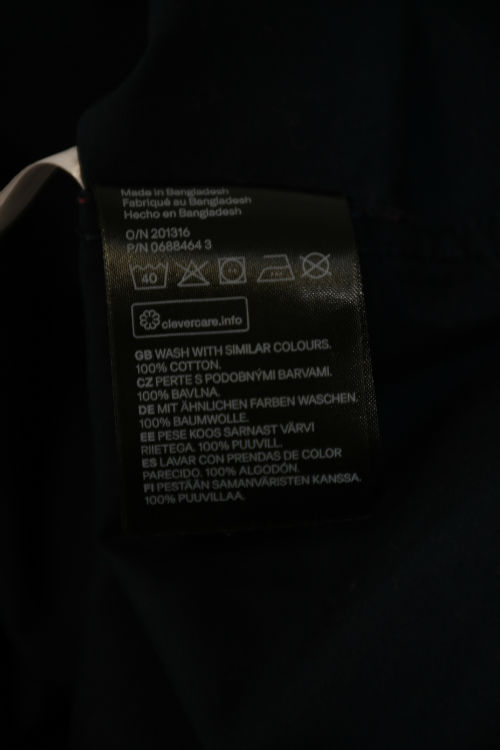 Made in Bangladesh
Fabriqué au Bangladesh
Hecho en Bangladesh
O/N 201316
P/N 0688464 3
40
clevercare.info
GB WASH WITH SIMILAR COLOURS.
100% COTTON.
CZ PERTE S PODOBNÝMI BARVAMI.
100% BAVLNA.
DE MIT ÄHNLICHEN FARBEN WASCHEN.
100% BAUMWOLLE.
EE PESE KOOS SARNAST VÄRVI
RIIETEGA. 100% PUUVILL.
ES LAVAR CON PRENDAS DE COLOR
PARECIDO. 100% ALGODÓN.
FI PESTÄÄN SAMANVÄRISTEN KANSSA.
100% PUUVILLAA.